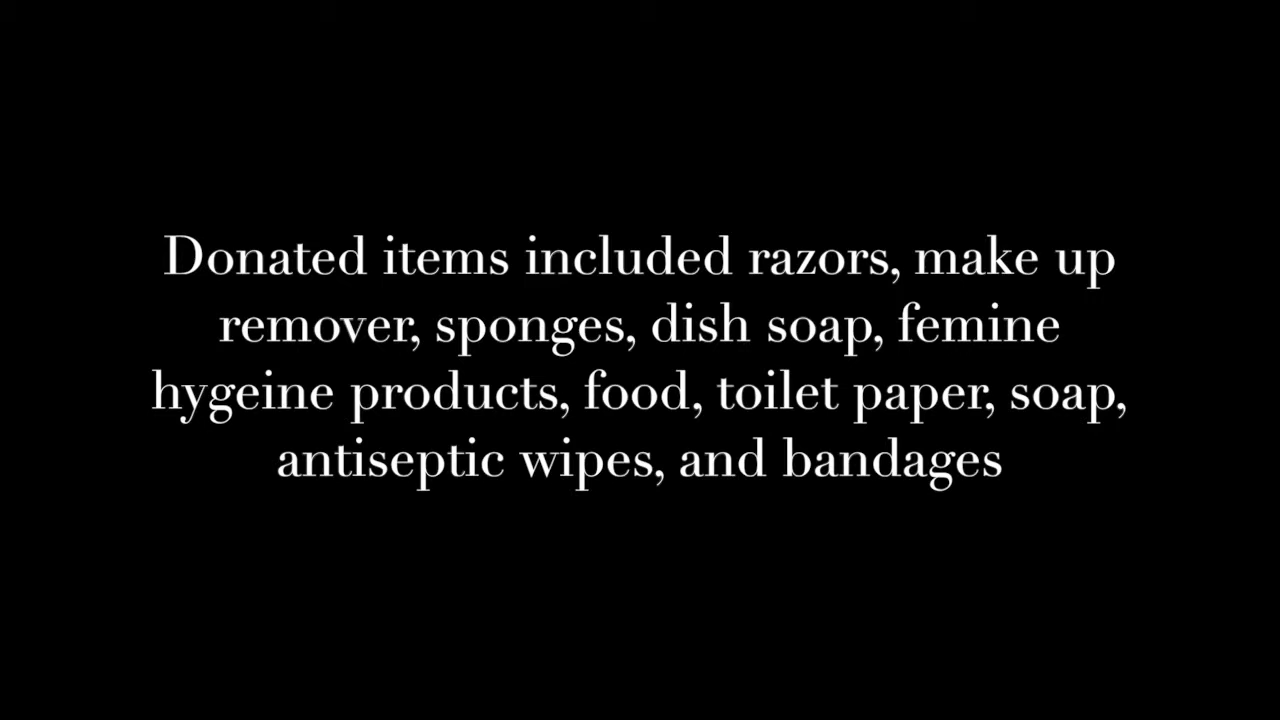 Donated items included razors, make up
remover, sponges, dish soap, femine
hygeine products, food, toilet paper, soap,
antiseptic wipes, and bandages